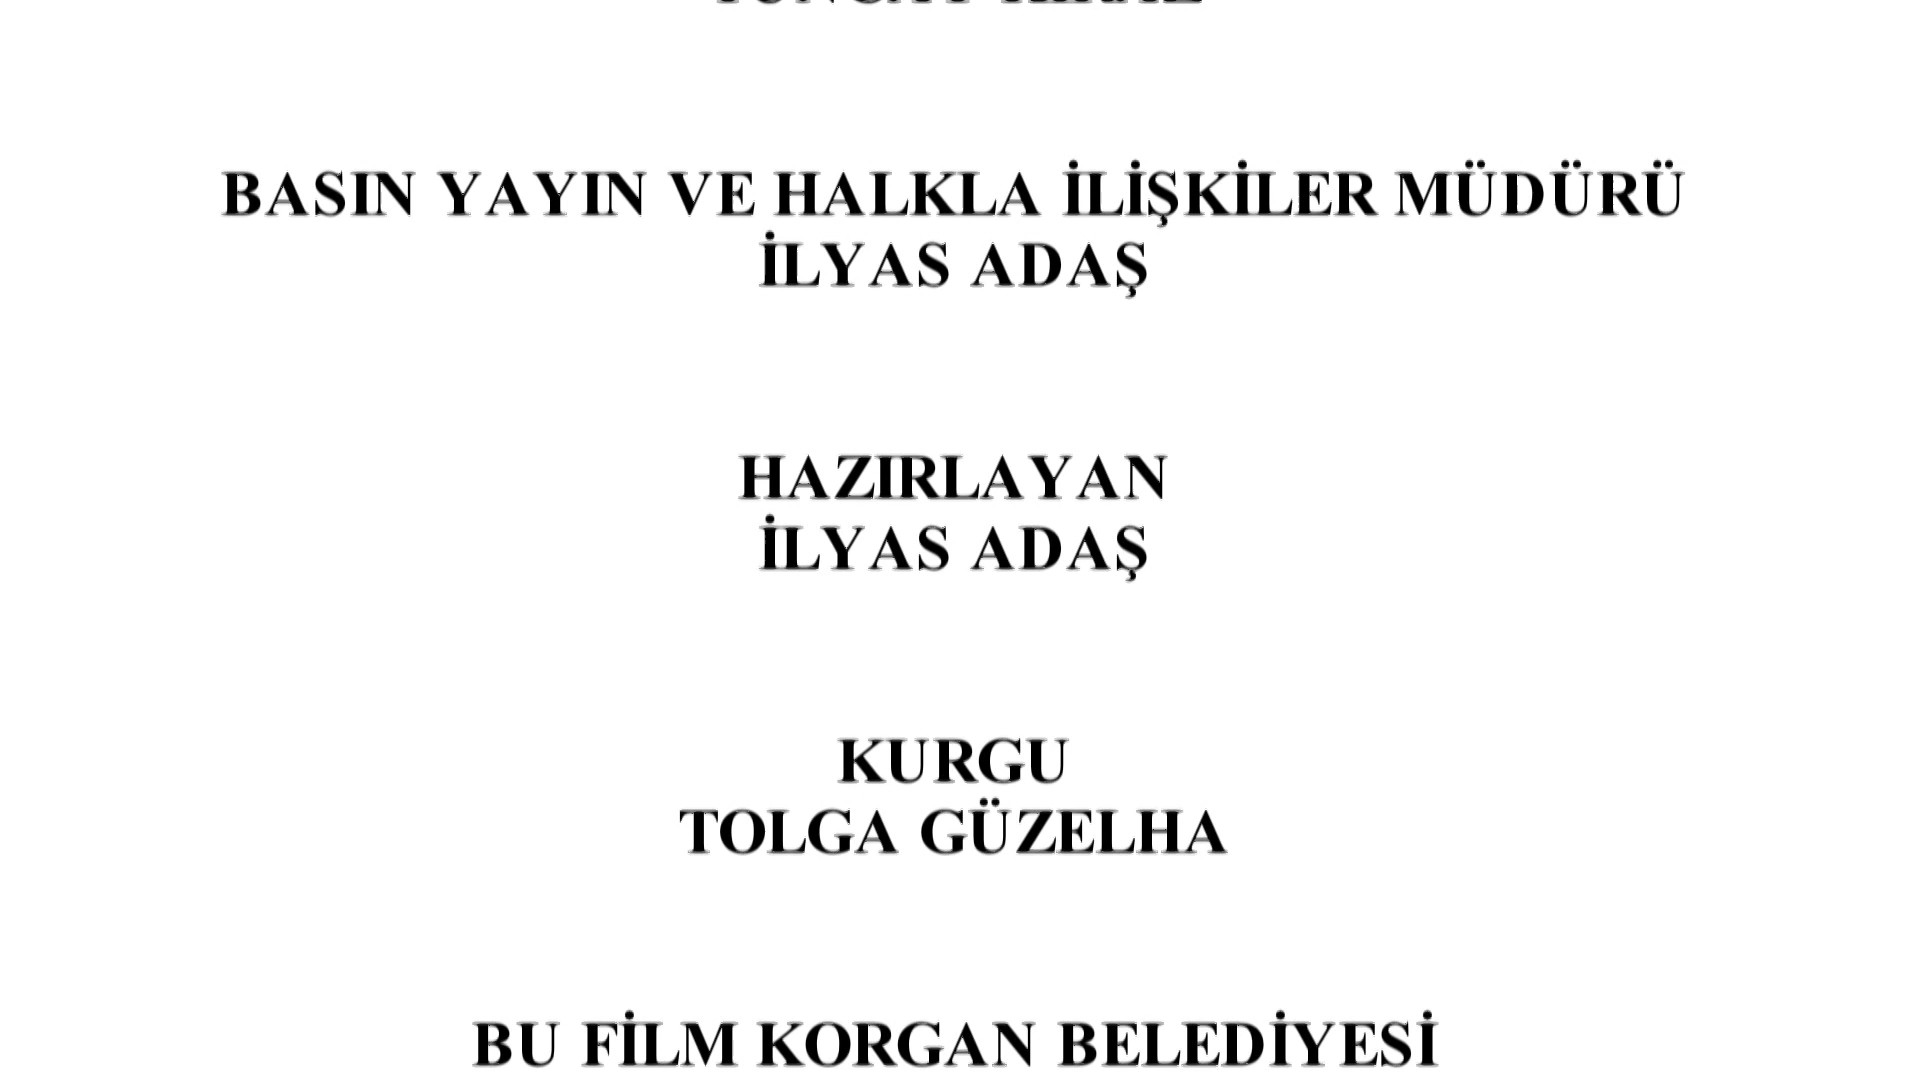 BASIN YAYIN VE HALKLA İLİŞKİLER MÜDÜRÜ
İLYAS ADAŞ
HAZIRLAYAN
İLYAS ADAŞ
KURGU
TOLGA GÜZELHA
BU FİLM KORGAN BELEDİYESİ